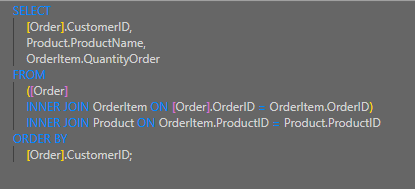 SELECT
[Order].CustomerID,
Product.ProductName,
OrderItem.QuantityOrder
FROM
([Order]
INNER JOIN OrderItem ON [Order].OrderID = OrderItem.OrderID)
INNER JOIN Product ON OrderItem.ProductID = Product.ProductID
ORDER BY
[Order].CustomerID;